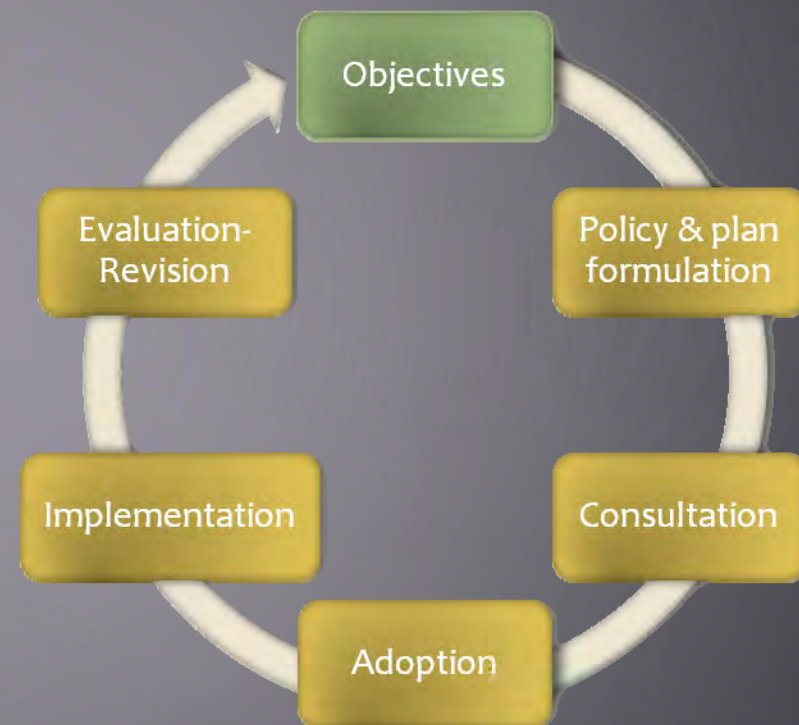 Objectives
Policy & plan
formulation
Consultation
Adoption
Implementation
Evaluation-
Revision